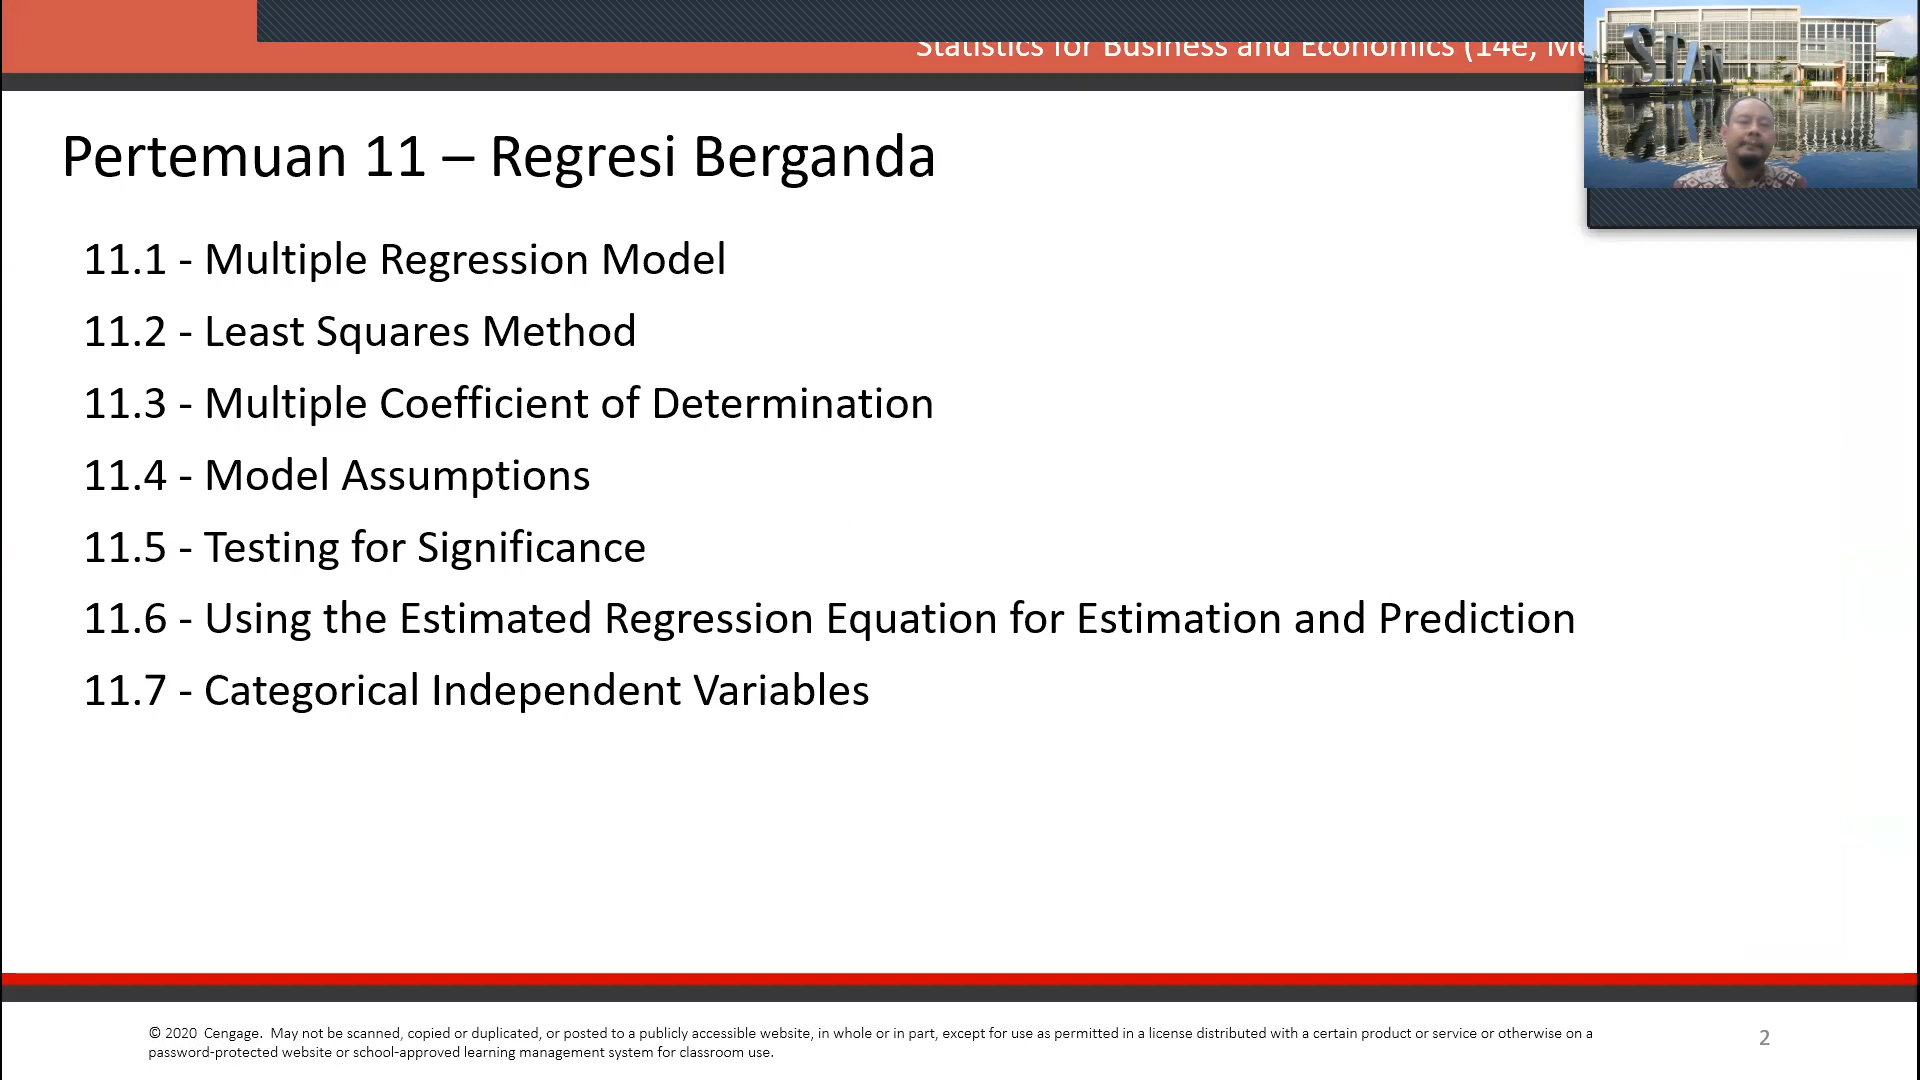 Statistics for Business and Economics (14e,
STAN
Pertemuan 11 – Regresi Berganda
11.1 - Multiple Regression Model
11.2 - Least Squares Method
11.3 - Multiple Coefficient of Determination
11.4 - Model Assumptions
11.5 - Testing for Significance
11.6 - Using the Estimated Regression Equation for Estimation and Prediction
11.7 - Categorical Independent Variables
© 2020 Cengage. May not be scanned, copied or duplicated, or posted to a publicly accessible website, in whole or in part, except for use as permitted in a license distributed with a certain product or service or otherwise on a
password-protected website or school-approved learning management system for classroom use.
2